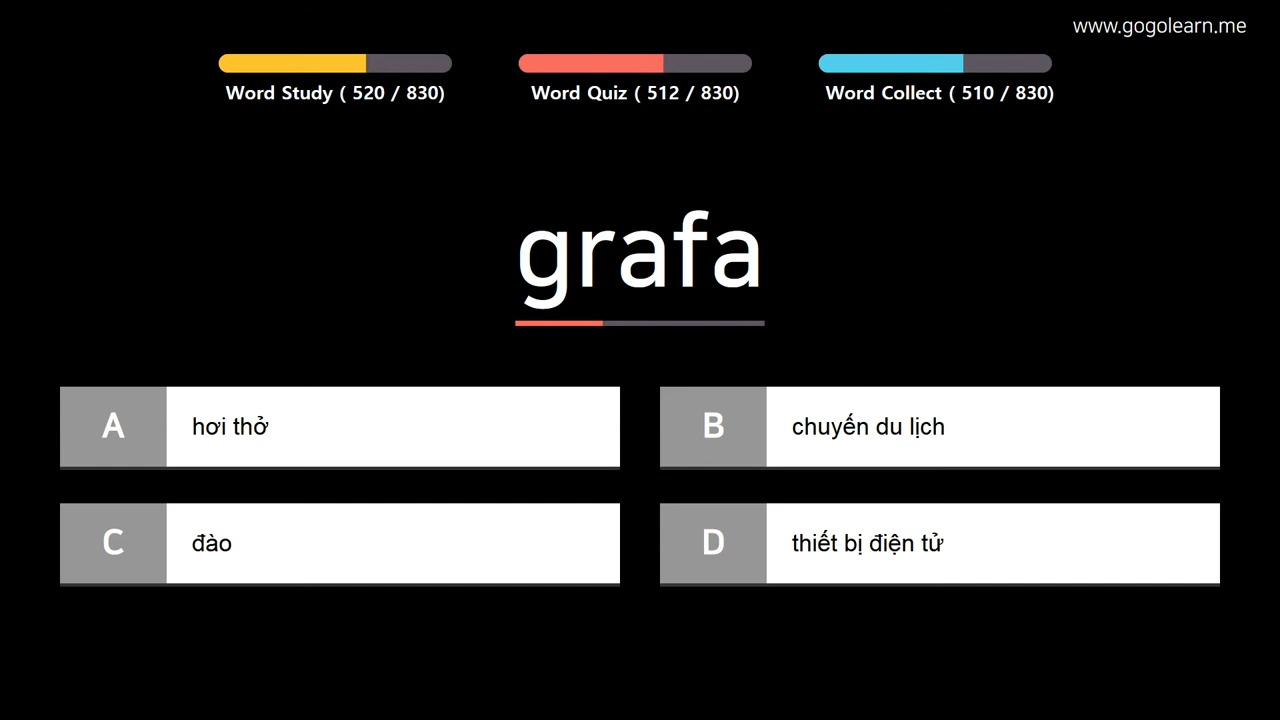 www.gogolearn.me
Word Study ( 520 / 830)
Word Quiz ( 512 / 830)
Word Collect ( 510 / 830)
grafa
A hơi thở
B chuyến du lịch
C đào
D thiết bị điện tử